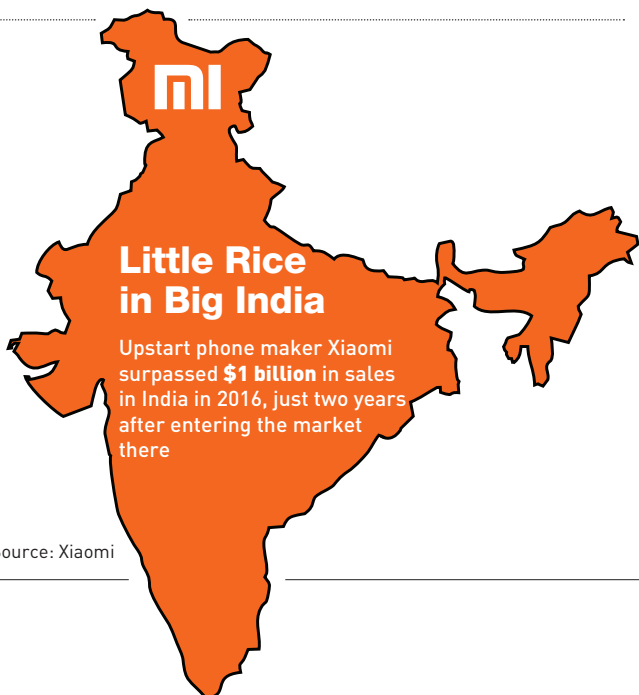 mi
Little Rice
in Big India
Upstart phone maker Xiaomi
surpassed $1 billion in sales
in India in 2016, just two years
after entering the market
there
Source: Xiaomi